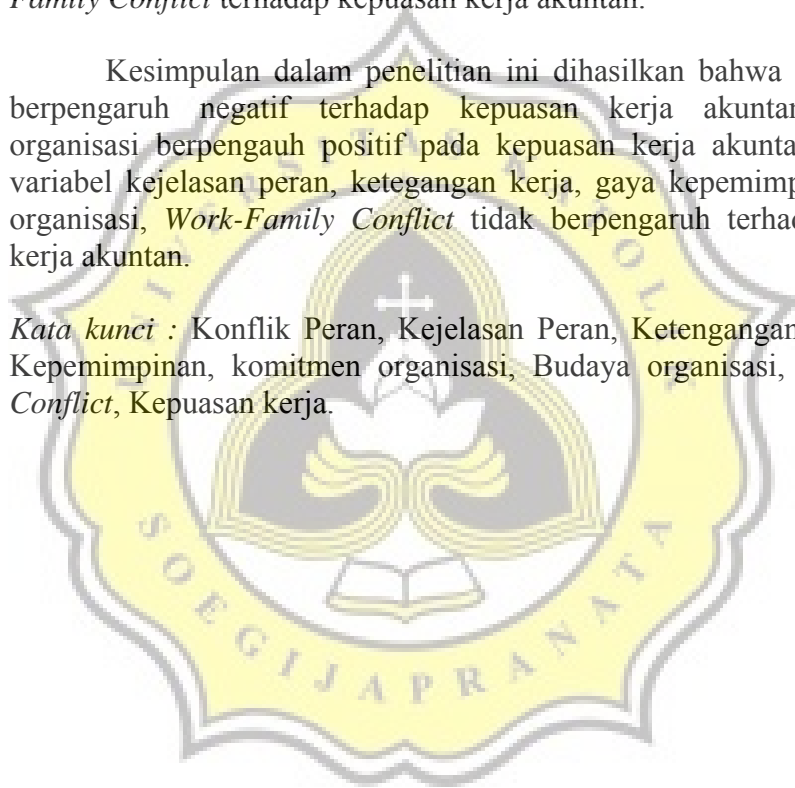 Family Conflict terhadap kepuasan kerja akuntan.
Kesimpulan dalam penelitian ini dihasilkan bahwa
berpengaruh negatif terhadap kepuasan kerja akuntan
organisasi berpengauh positif pada kepuasan kerja akunta
variabel kejelasan peran, ketegangan kerja, gaya kepemimp
organisasi, Work-Family Conflict tidak berpengaruh terhad
kerja akuntan.
Kata kunci : Konflik Peran, Kejelasan Peran, Ketengangan
Kepemimpinan, komitmen organisasi, Budaya organisasi,
Conflict, Kepuasan kerja.
UNIVERSITAS KATOLIK
SOEGIJAPRANATA